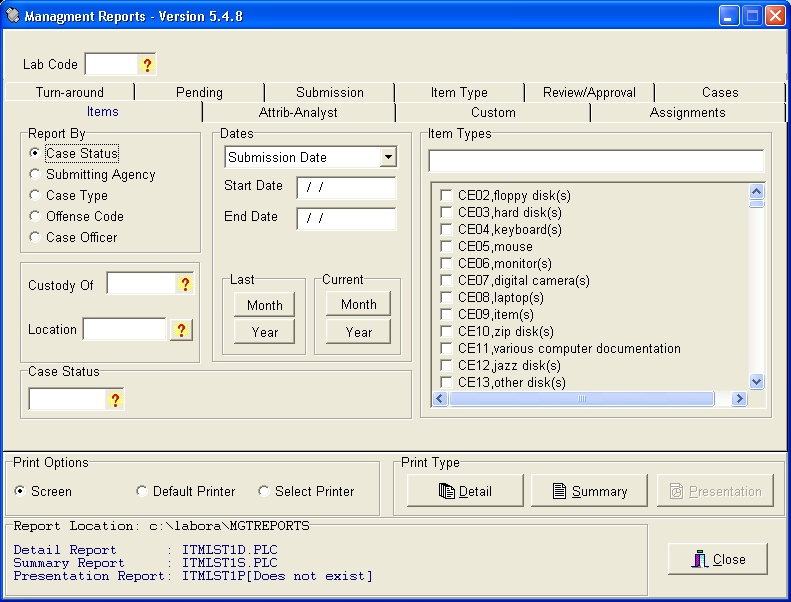 Managment Reports - Version 5.4.8
Lab Code ?
Turn-around Pending Submission Item Type Review/Approval Cases
Items Attrib-Analyst Custom Assignments
Report By
Case Status
Submitting Agency
Case Type
Offense Code
Case Officer
Custody Of ?
Location ?
Case Status
?
Dates
Submission Date
Start Date / /
End Date / /
Last
Month
Year
Current
Month
Year
Item Types
CE02,floppy disk(s)
CE03,hard disk(s)
CE04,keyboard(s)
CE05,mouse
CE06,monitor(s)
CE07,digital camera(s)
CE08,laptop(s)
CE09,item(s)
CE10,zip disk(s)
CE11,various computer documentation
CE12,jazz disk(s)
CE13,other disk(s)
Print Options
Screen Default Printer Select Printer
Print Type
Detail Summary Presentation
Report Location: c:\labora\MGTREPORTS
Detail Report : ITMLST1D.PLC
Summary Report : ITMLST1S.PLC
Presentation Report: ITMLST1P[Does not exist]
Close